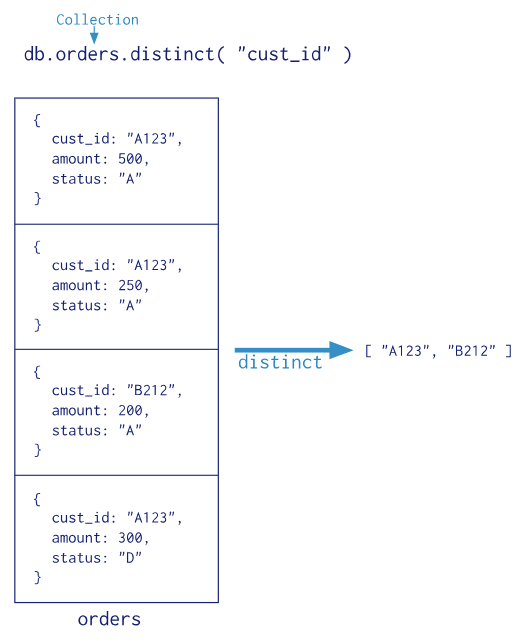 Collection
db.orders.distinct( "cust_id" )
{
cust_id: "A123",
amount: 500,
status: "A"
}
{
cust_id: "A123",
amount: 250,
status: "A"
}
{
cust_id: "B212",
amount: 200,
status: "A"
}
{
cust_id: "A123",
amount: 300,
status: "D"
}
orders
distinct
[ "A123", "B212" ]